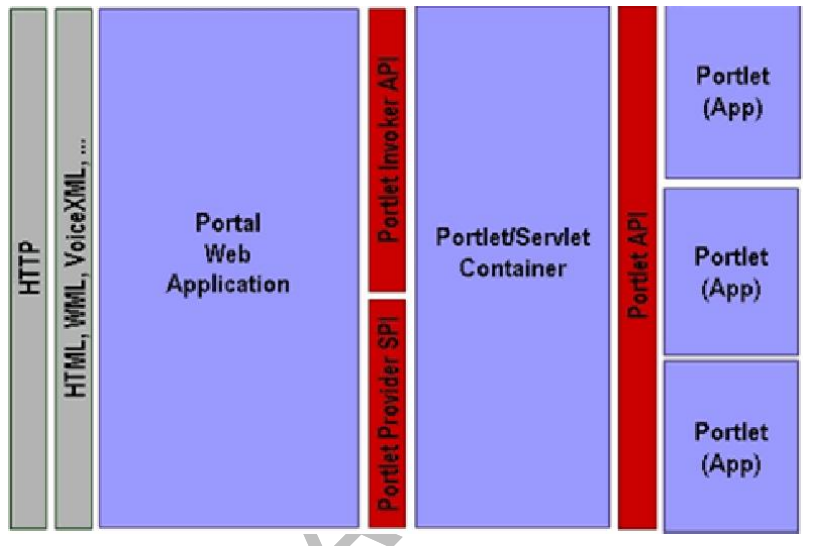 HTTP
HTML, WML, VoiceXML, ...
Portal
Web
Application
Portlet Invoker API
Portlet Provider SPI
Portlet/Servlet
Container
Portlet API
Portlet
(App)
Portlet
(App)
Portlet
(App)